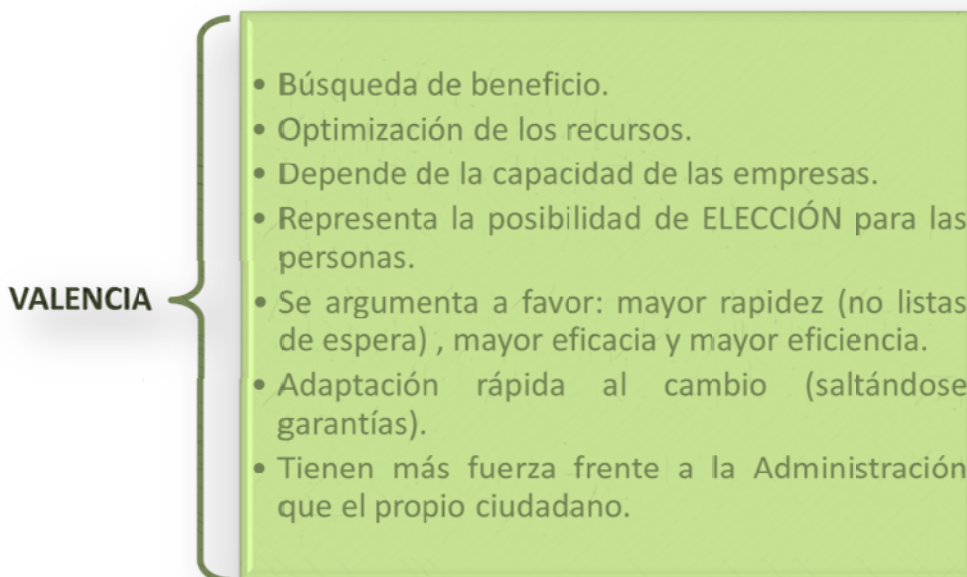 VALENCIA
• Búsqueda de beneficio.
• Optimización de los recursos.
• Depende de la capacidad de las empresas.
• Representa la posibilidad de ELECCIÓN para las
personas.
• Se argumenta a favor: mayor rapidez (no listas
de espera) , mayor eficacia y mayor eficiencia.
• Adaptación rápida al cambio (saltándose
garantías).
• Tienen más fuerza frente a la Administración
que el propio ciudadano.